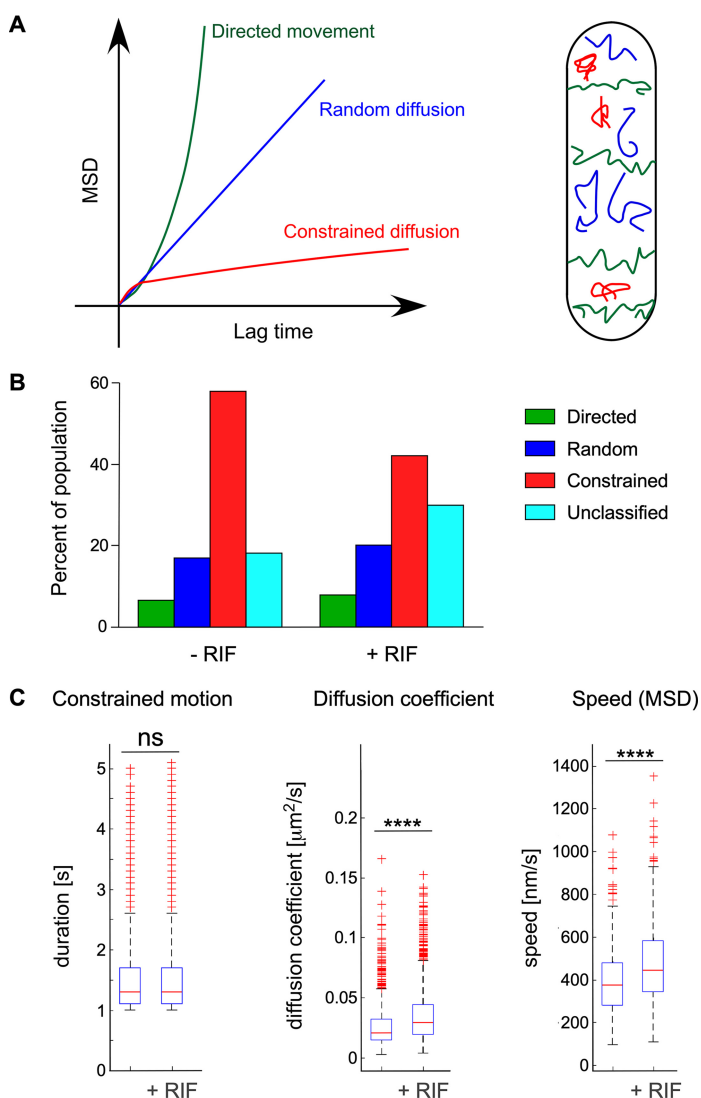 A
Directed movement
Random diffusion
Constrained diffusion
MSD
Lag time
B
Percent of population
60
40
20
0
- RIF
+ RIF
Directed
Random
Constrained
Unclassified
C
Constrained motion
Diffusion coefficient
Speed (MSD)
ns
duration [s]
5
4
3
2
1
0
+ RIF
****
diffusion coefficient [μm²/s]
0.2
0.15
0.1
0.05
0
+ RIF
****
speed [nm/s]
1400
1200
1000
800
600
400
200
0
+ RIF